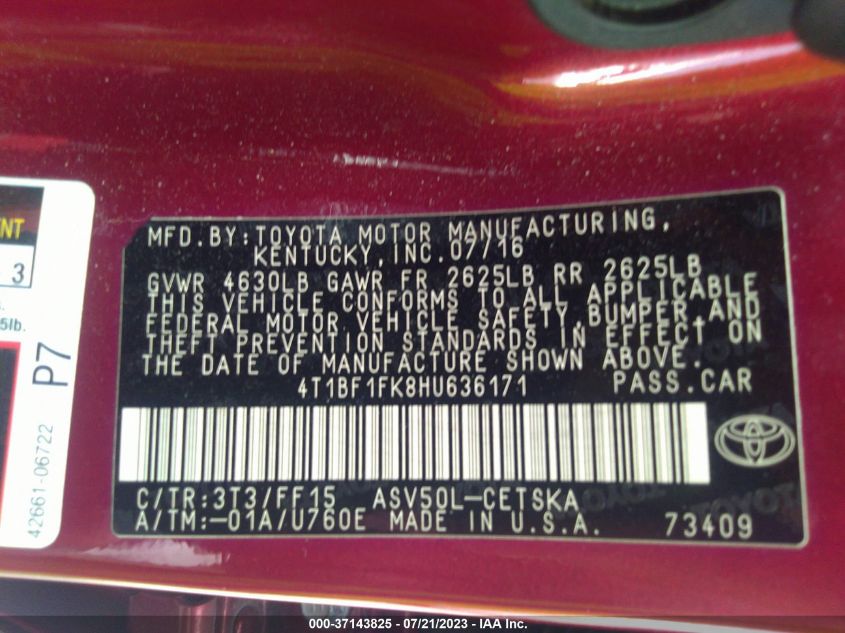 MFD.BY:TOYOTA MOTOR MANUFACTURING,
KENTUCKY, INC.07/16
GVWR 4630LB GAWR FR 2625LB RR 2625LB
THIS VEHICLE CONFORMS TO ALL APPLICABLE
FEDERAL MOTOR VEHICLE SAFETY, BUMPER, AND
THEFT PREVENTION STANDARDS IN EFFECT ON
THE DATE OF MANUFACTURE SHOWN ABOVE.
4T1BF1FK8HU636171 PASS.CAR
C/TR:3T3/FF15 ASV50L-CETSKA
A/TM:-01A/U760E MADE IN U.S.A. 73409
3
5lb.
P7
42661-06722
000-37143825 - 07/21/2023 - IAA Inc.